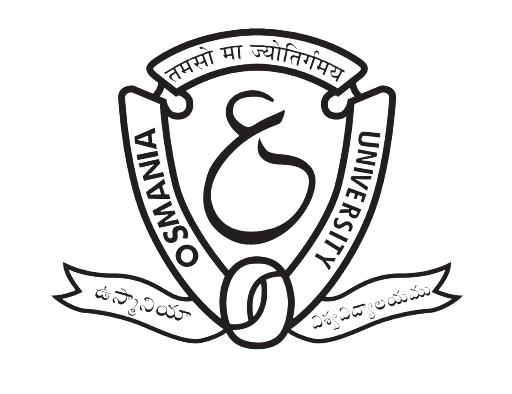 तमसो मा ज्योतिर्गमय
ع
OSMANIA
UNIVERSITY
ఉస్మానియా
విశ్వవిద్యాలయము